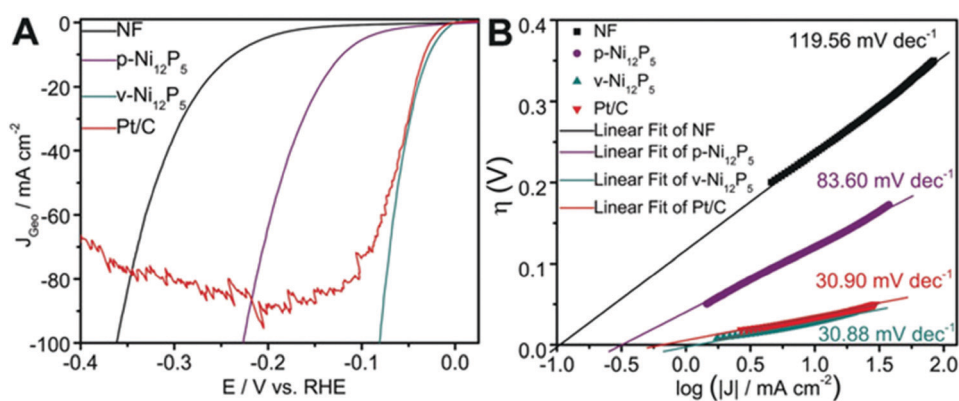 A
NF
p-Ni₁₂P₅
v-Ni₁₂P₅
Pt/C
0
-20
-40
-60
-80
-100
J_Geo / mA cm⁻²
-0.4
-0.3
-0.2
-0.1
0.0
E / V vs. RHE
B
NF
p-Ni₁₂P₅
v-Ni₁₂P₅
Pt/C
Linear Fit of NF
Linear Fit of p-Ni₁₂P₅
Linear Fit of v-Ni₁₂P₅
Linear Fit of Pt/C
119.56 mV dec⁻¹
83.60 mV dec⁻¹
30.90 mV dec⁻¹
30.88 mV dec⁻¹
0.4
0.3
0.2
0.1
0.0
η (V)
-1.0
-0.5
0.0
0.5
1.0
1.5
2.0
log (|J| / mA cm⁻²)